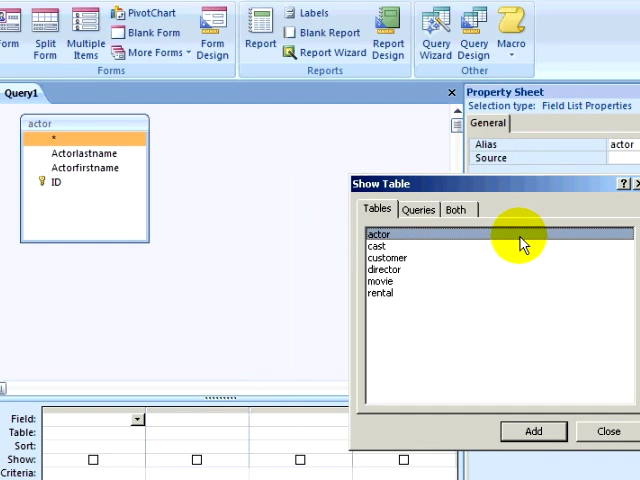 PivotChart
Blank Form
More Forms
Form
Split Form
Multiple Items
Form Design
Forms
Report
Labels
Blank Report
Report Wizard
Report Design
Reports
Query Wizard
Query Design
Macro
Other
Query1
Property Sheet
Selection type: Field List Properties
General
Alias actor
Source
actor
*
Actorlastname
Actorfirstname
ID
Show Table
Tables
Queries
Both
actor
cast
customer
director
movie
rental
Add
Close
Field:
Table:
Sort:
Show:
Criteria: